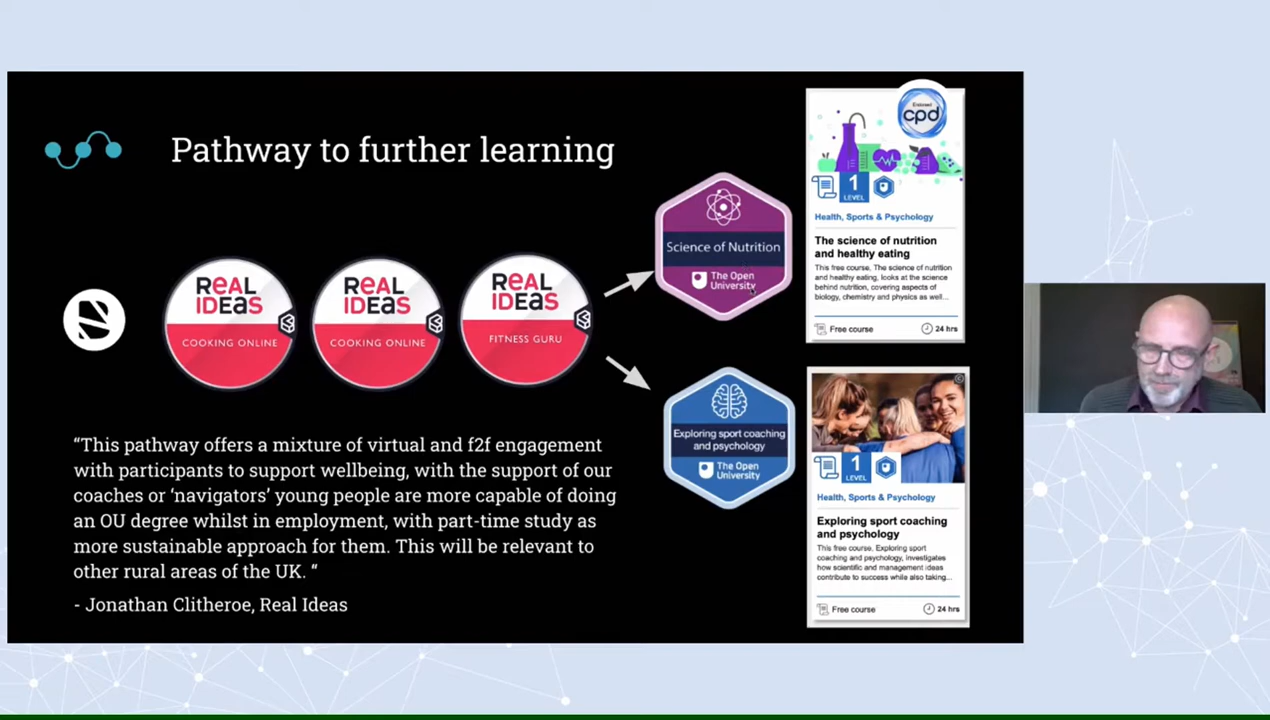 Pathway to further learning
REAL
IDEAS
COOKING ONLINE
REAL
IDEAS
COOKING ONLINE
REAL
IDEAS
FITNESS GURU
Science of Nutrition
The Open
University
Exploring sport coaching
and psychology
The Open
University
Endorsed
cpd
1
LEVEL
Health, Sports & Psychology
The science of nutrition
and healthy eating
This free course, The science of nutrition
and healthy eating, looks at the science
behind nutrition, covering aspects of
biology, chemistry and physics as well...
Free course
24 hrs
1
LEVEL
Health, Sports & Psychology
Exploring sport coaching
and psychology
This free course, Exploring sport
coaching and psychology, investigates
how scientific and management ideas
contribute to success while also taking...
Free course
24 hrs
“This pathway offers a mixture of virtual and f2f engagement
with participants to support wellbeing, with the support of our
coaches or ‘navigators’ young people are more capable of doing
an OU degree whilst in employment, with part-time study as
more sustainable approach for them. This will be relevant to
other rural areas of the UK. “
- Jonathan Clitheroe, Real Ideas